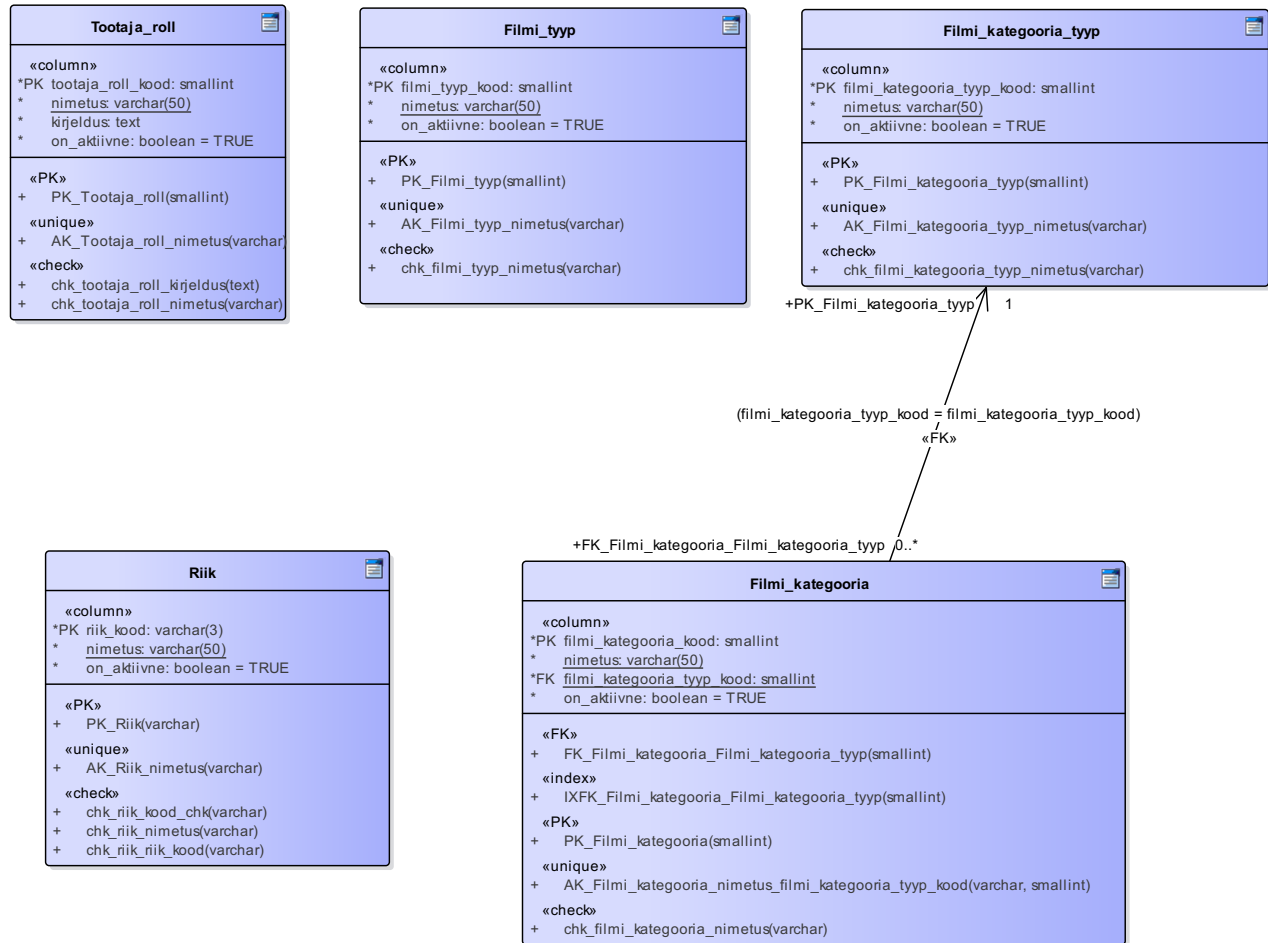 Tootaja_roll
«column»
*PK tootaja_roll_kood: smallint
* nimetus: varchar(50)
* kirjeldus: text
* on_aktiivne: boolean = TRUE
«PK»
+ PK_Tootaja_roll(smallint)
«unique»
+ AK_Tootaja_roll_nimetus(varchar)
«check»
+ chk_tootaja_roll_kirjeldus(text)
+ chk_tootaja_roll_nimetus(varchar)
Filmi_tyyp
«column»
*PK filmi_tyyp_kood: smallint
* nimetus: varchar(50)
* on_aktiivne: boolean = TRUE
«PK»
+ PK_Filmi_tyyp(smallint)
«unique»
+ AK_Filmi_tyyp_nimetus(varchar)
«check»
+ chk_filmi_tyyp_nimetus(varchar)
Filmi_kategooria_tyyp
«column»
*PK filmi_kategooria_tyyp_kood: smallint
* nimetus: varchar(50)
* on_aktiivne: boolean = TRUE
«PK»
+ PK_Filmi_kategooria_tyyp(smallint)
«unique»
+ AK_Filmi_kategooria_tyyp_nimetus(varchar)
«check»
+ chk_filmi_kategooria_tyyp_nimetus(varchar)
+PK_Filmi_kategooria_tyyp 1
(filmi_kategooria_tyyp_kood = filmi_kategooria_tyyp_kood)
«FK»
+FK_Filmi_kategooria_Filmi_kategooria_tyyp 0..*
Riik
«column»
*PK riik_kood: varchar(3)
* nimetus: varchar(50)
* on_aktiivne: boolean = TRUE
«PK»
+ PK_Riik(varchar)
«unique»
+ AK_Riik_nimetus(varchar)
«check»
+ chk_riik_kood_chk(varchar)
+ chk_riik_nimetus(varchar)
+ chk_riik_riik_kood(varchar)
Filmi_kategooria
«column»
*PK filmi_kategooria_kood: smallint
* nimetus: varchar(50)
*FK filmi_kategooria_tyyp_kood: smallint
* on_aktiivne: boolean = TRUE
«FK»
+ FK_Filmi_kategooria_Filmi_kategooria_tyyp(smallint)
«index»
+ IXFK_Filmi_kategooria_Filmi_kategooria_tyyp(smallint)
«PK»
+ PK_Filmi_kategooria(smallint)
«unique»
+ AK_Filmi_kategooria_nimetus_filmi_kategooria_tyyp_kood(varchar, smallint)
«check»
+ chk_filmi_kategooria_nimetus(varchar)